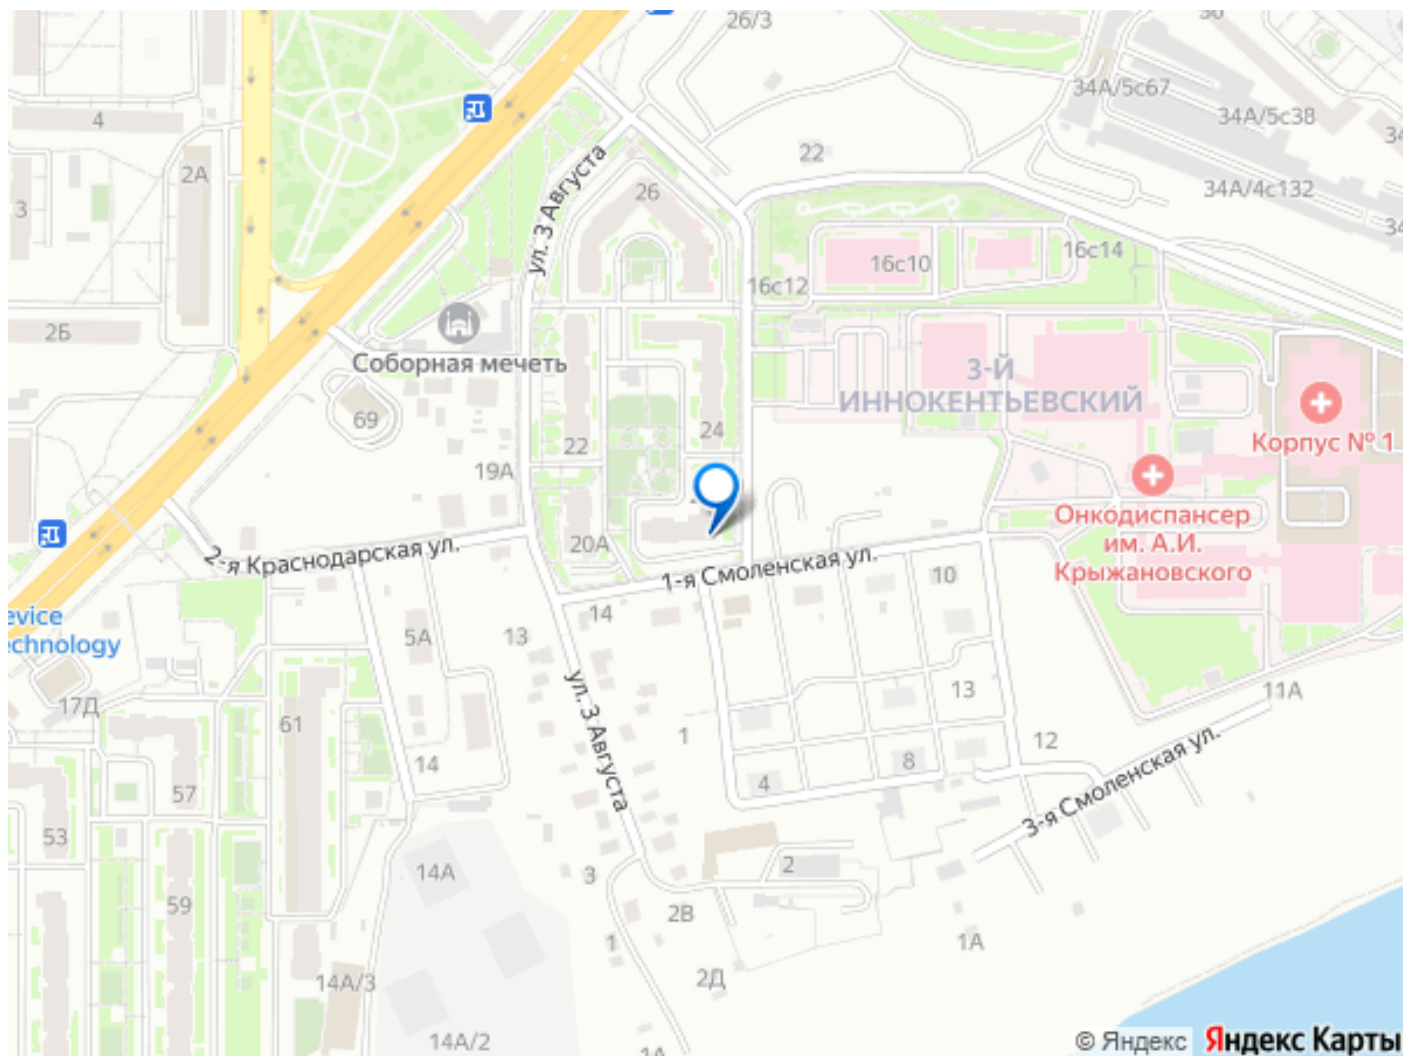 26/3
34А/5с67
4
34А/5с38
22
2А
ул. 3 Августа
26
34А/4с132
3
16с10
16с14
16с12
2Б
Соборная мечеть
3-Й
ИННОКЕНТЬЕВСКИЙ
69
24
22
Корпус № 1
19А
Онкодиспансер
им. А.И.
Крыжановского
20А
2-я Краснодарская ул.
1-я Смоленская ул.
10
14
evice
echnology
5А
13
13
11А
17Д
61
ул. 3 Августа
1
12
14
8
4
57
3-я Смоленская ул.
53
2
14А
3
59
2В
1
1А
14А/3
2Д
14А/2
1А
© Яндекс Яндекс Карты